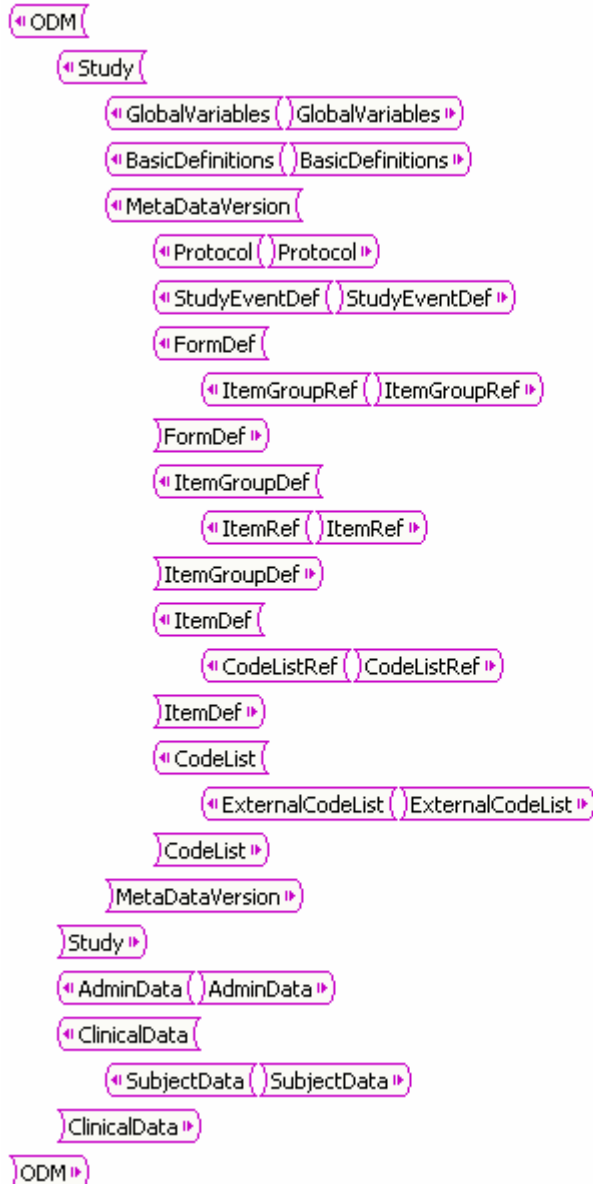 ODM
Study
GlobalVariables GlobalVariables
BasicDefinitions BasicDefinitions
MetaDataVersion
Protocol Protocol
StudyEventDef StudyEventDef
FormDef
ItemGroupRef ItemGroupRef
FormDef
ItemGroupDef
ItemRef ItemRef
ItemGroupDef
ItemDef
CodeListRef CodeListRef
ItemDef
CodeList
ExternalCodeList ExternalCodeList
CodeList
MetaDataVersion
Study
AdminData AdminData
ClinicalData
SubjectData SubjectData
ClinicalData
ODM